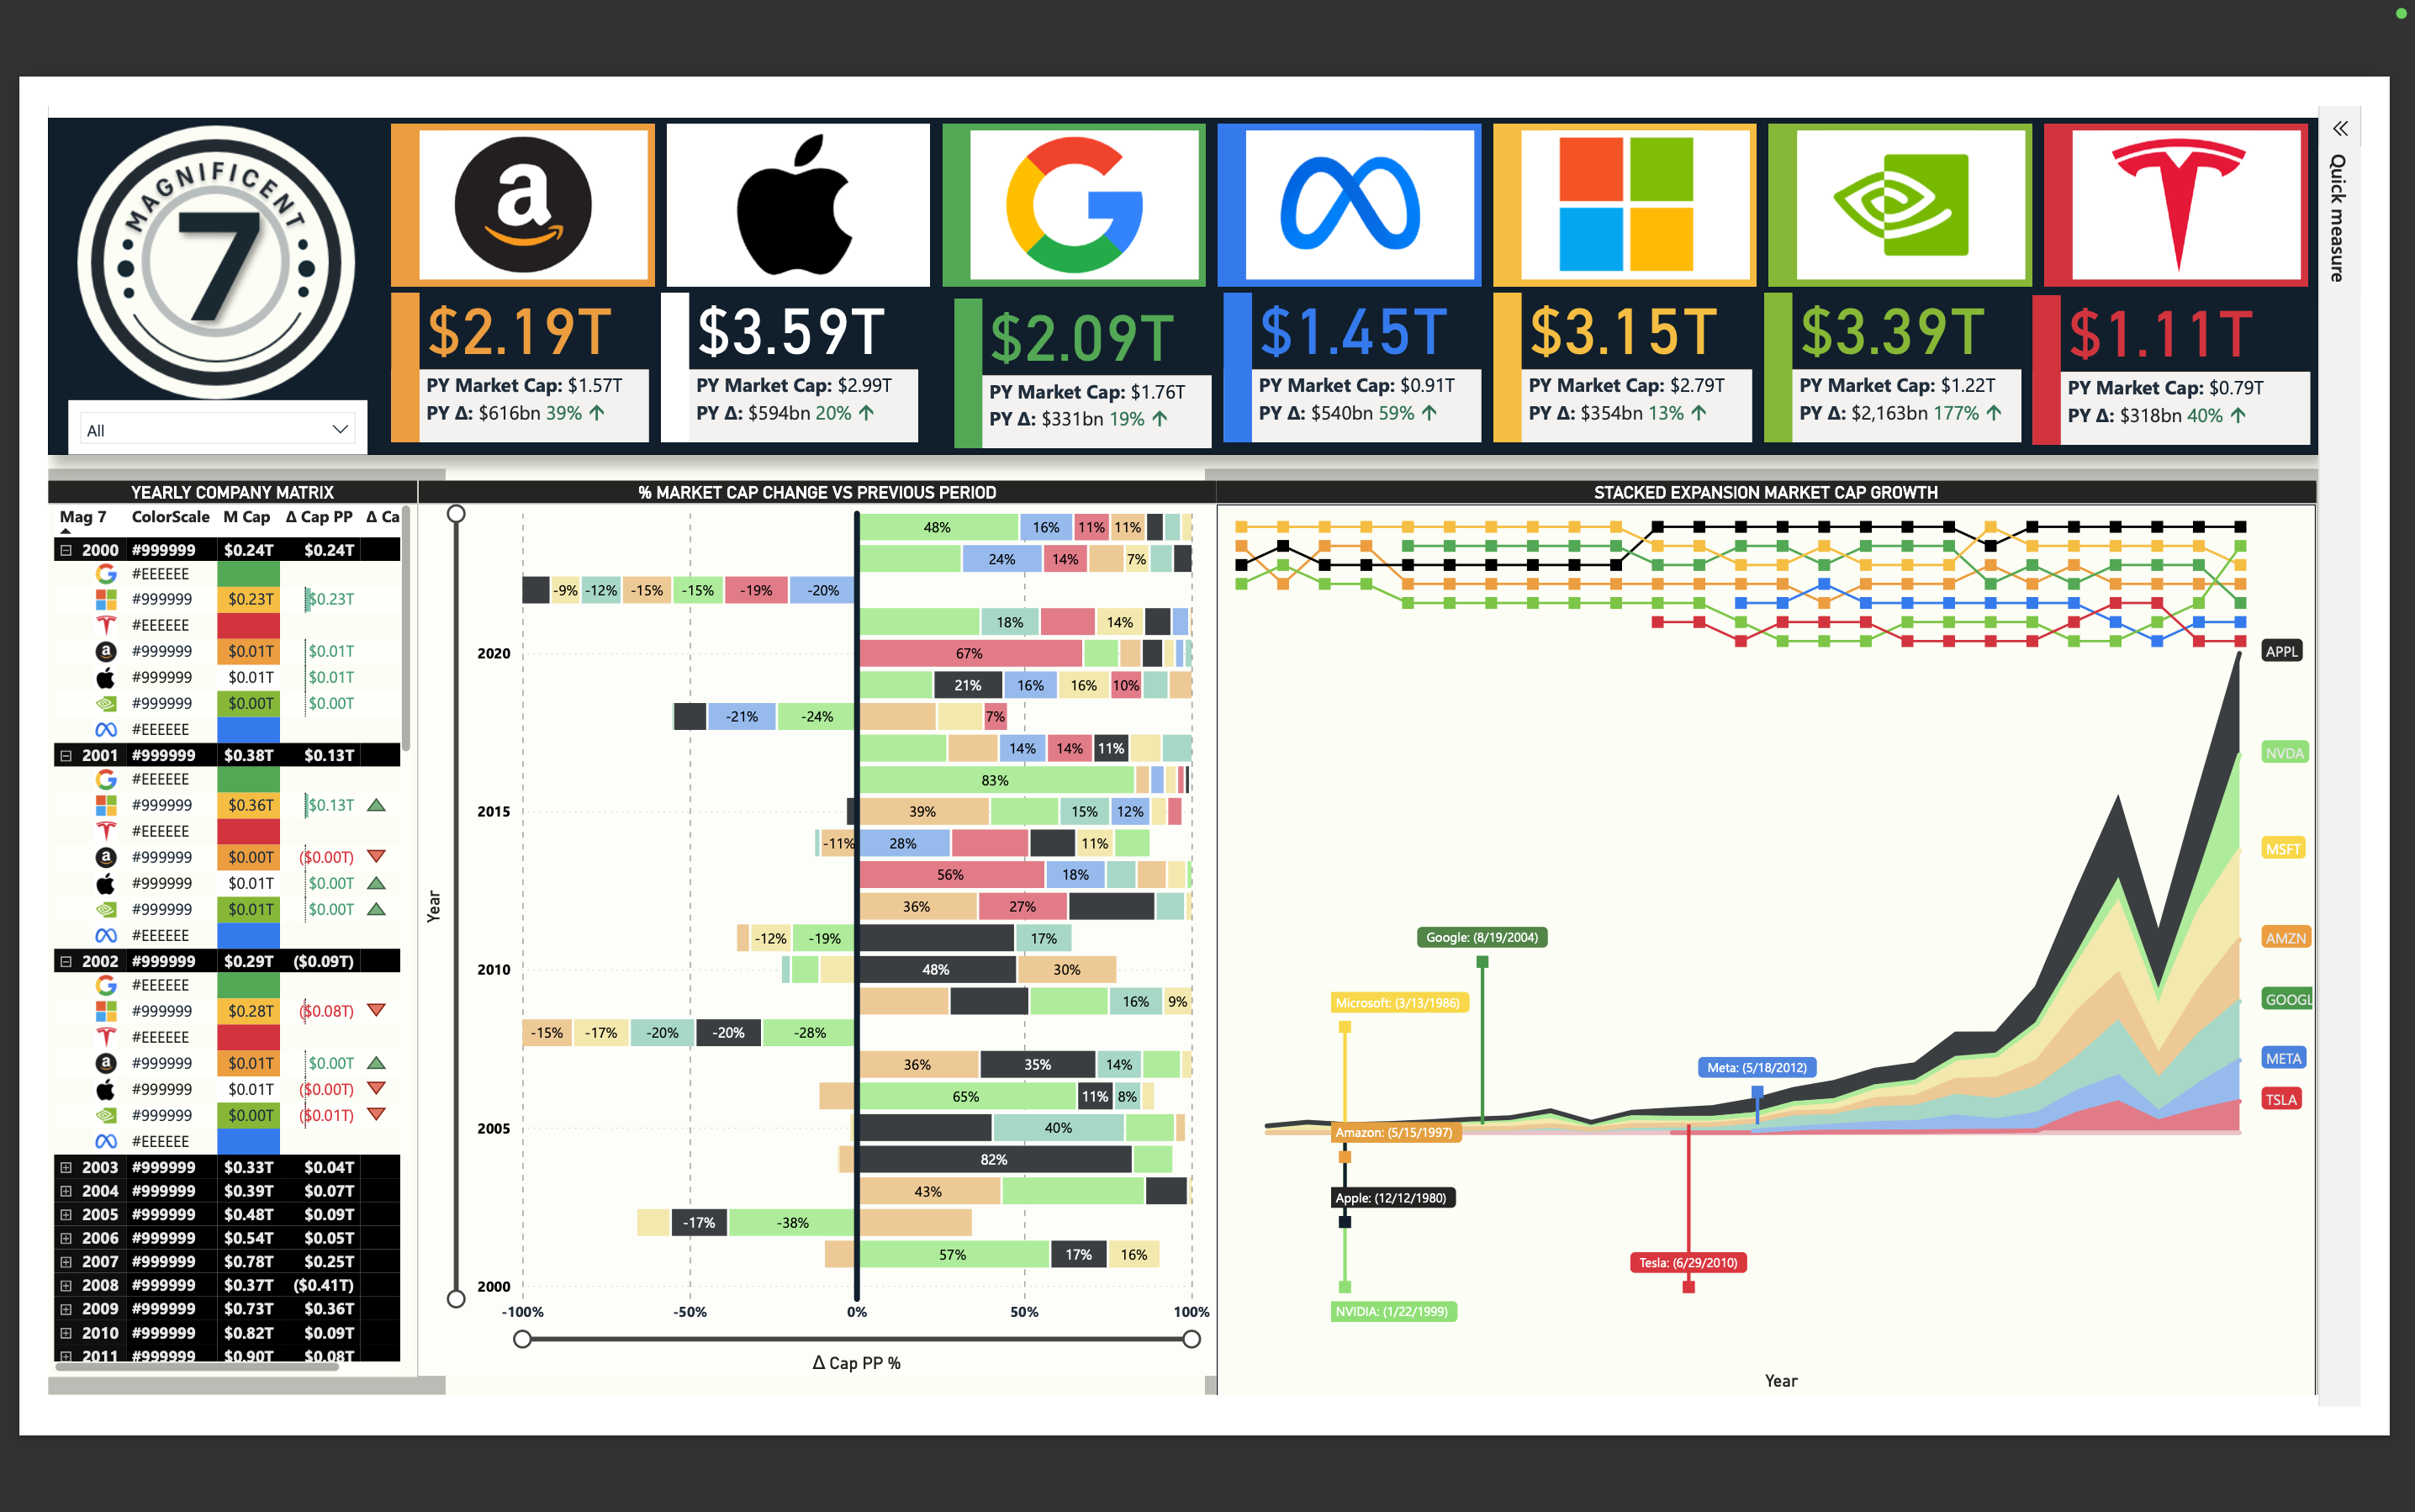 MAGNIFICENT
7
All
$2.19T
PY Market Cap: $1.57T
PY Δ: $616bn 39%
$3.59T
PY Market Cap: $2.99T
PY Δ: $594bn 20%
$2.09T
PY Market Cap: $1.76T
PY Δ: $331bn 19%
$1.45T
PY Market Cap: $0.91T
PY Δ: $540bn 59%
$3.15T
PY Market Cap: $2.79T
PY Δ: $354bn 13%
$3.39T
PY Market Cap: $1.22T
PY Δ: $2,163bn 177%
$1.11T
PY Market Cap: $0.79T
PY Δ: $318bn 40%
Quick measure
YEARLY COMPANY MATRIX
Mag 7 ColorScale M Cap Δ Cap PP Δ Ca
2000 #999999 $0.24T $0.24T
#EEEEEE
#999999 $0.23T $0.23T
#EEEEEE
a #999999 $0.01T $0.01T
#999999 $0.01T $0.01T
#999999 $0.00T $0.00T
#EEEEEE
2001 #999999 $0.38T $0.13T
#EEEEEE
#999999 $0.36T $0.13T
#EEEEEE
a #999999 $0.00T ($0.00T)
#999999 $0.01T $0.00T
#999999 $0.01T $0.00T
#EEEEEE
2002 #999999 $0.29T ($0.09T)
#EEEEEE
#999999 $0.28T ($0.08T)
#EEEEEE
a #999999 $0.01T $0.00T
#999999 $0.01T ($0.00T)
#999999 $0.00T ($0.01T)
#EEEEEE
2003 #999999 $0.33T $0.04T
2004 #999999 $0.39T $0.07T
2005 #999999 $0.48T $0.09T
2006 #999999 $0.54T $0.05T
2007 #999999 $0.78T $0.25T
2008 #999999 $0.37T ($0.41T)
2009 #999999 $0.73T $0.36T
2010 #999999 $0.82T $0.09T
2011 #999999 $0.90T $0.08T
% MARKET CAP CHANGE VS PREVIOUS PERIOD
48% 16% 11% 11%
24% 14% 7%
-9% -12% -15% -15% -19% -20%
18% 14%
2020 67%
21% 16% 16% 10%
-21% -24% 7%
14% 14% 11%
83%
2015 39% 15% 12%
-11% 28% 11%
56% 18%
36% 27%
-12% -19% 17%
2010 48% 30%
16% 9%
-15% -17% -20% -20% -28%
36% 35% 14%
65% 11% 8%
2005 40%
82%
43%
-17% -38%
57% 17% 16%
2000
Year
-100% -50% 0% 50% 100%
Δ Cap PP %
STACKED EXPANSION MARKET CAP GROWTH
APPL
NVDA
MSFT
AMZN
GOOGL
META
TSLA
Google: (8/19/2004)
Microsoft: (3/13/1986)
Meta: (5/18/2012)
Amazon: (5/15/1997)
Apple: (12/12/1980)
Tesla: (6/29/2010)
NVIDIA: (1/22/1999)
Year